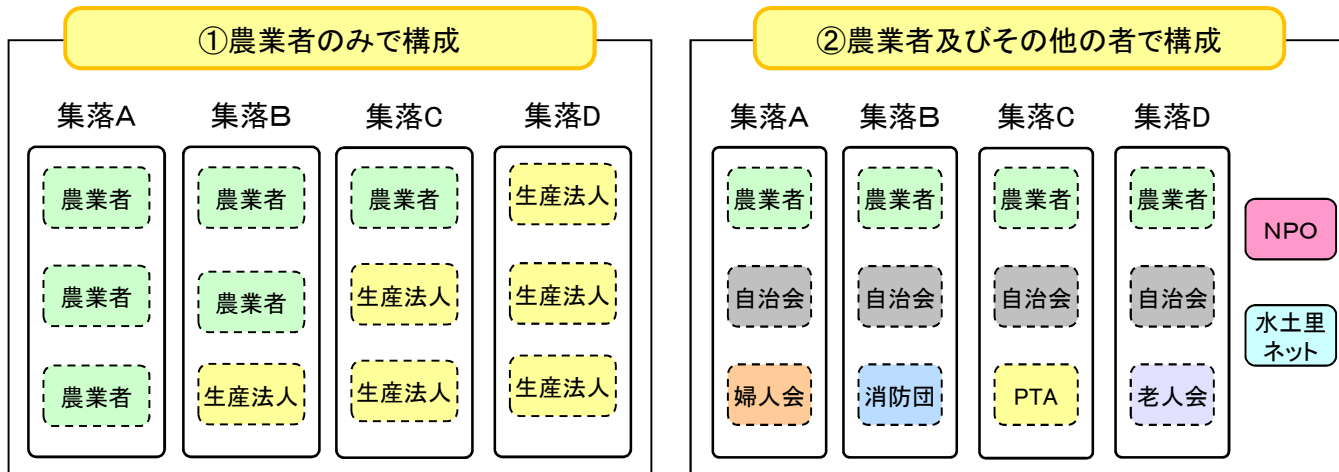 ①農業者のみで構成
集落A
集落B
集落C
集落D
農業者
農業者
農業者
生産法人
農業者
農業者
生産法人
生産法人
農業者
生産法人
生産法人
生産法人
②農業者及びその他の者で構成
集落A
集落B
集落C
集落D
農業者
農業者
農業者
農業者
自治会
自治会
自治会
自治会
婦人会
消防団
PTA
老人会
NPO
水土里
ネット